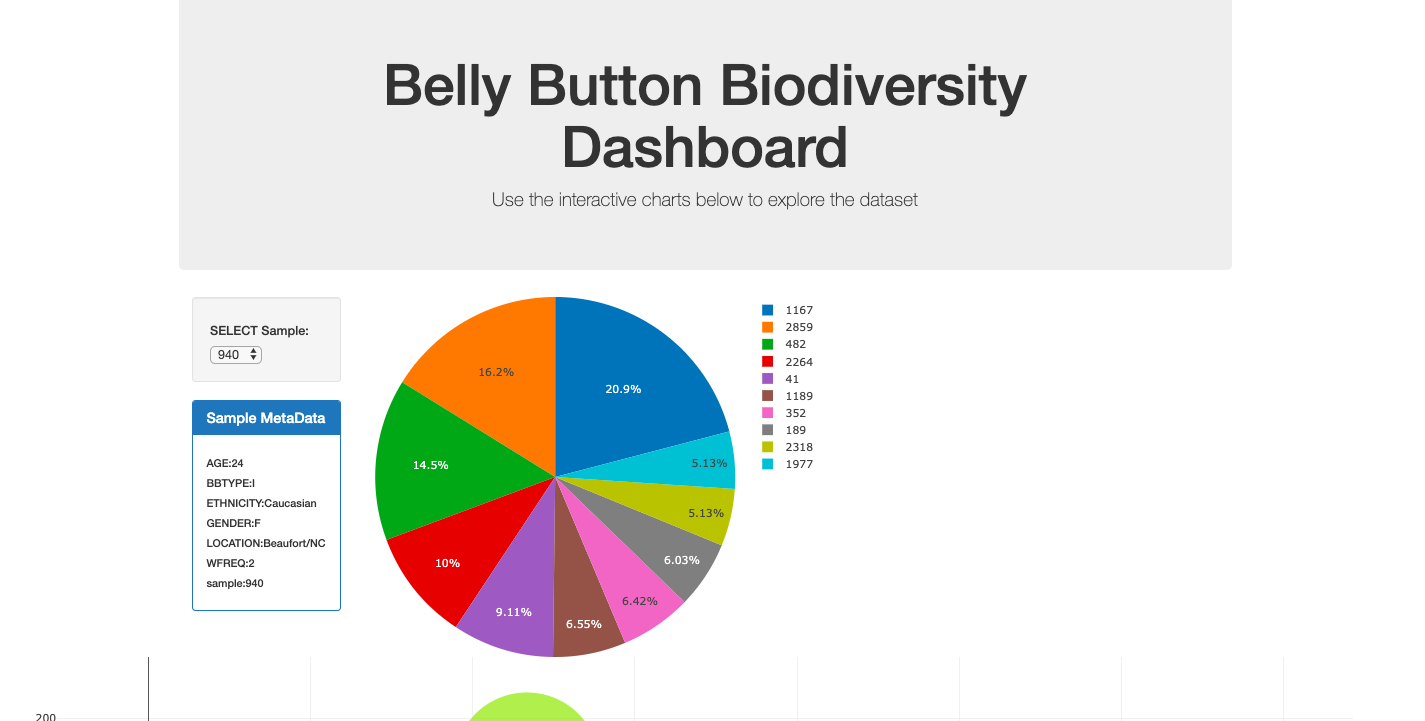 Belly Button Biodiversity
Dashboard
Use the interactive charts below to explore the dataset
SELECT Sample:
940
Sample MetaData
AGE:24
BBTYPE:I
ETHNICITY:Caucasian
GENDER:F
LOCATION:Beaufort/NC
WFREQ:2
sample:940
16.2%
20.9%
14.5%
5.13%
5.13%
10%
6.03%
9.11%
6.42%
6.55%
1167
2859
482
2264
41
1189
352
189
2318
1977
200